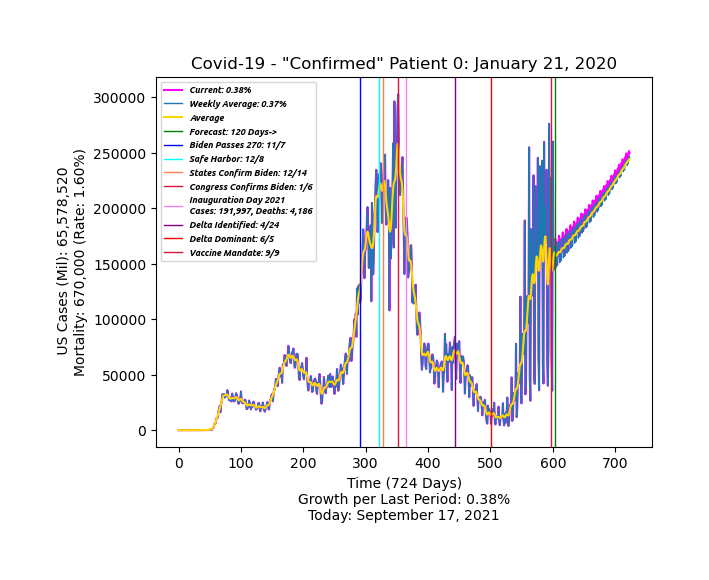 Covid-19 - "Confirmed" Patient 0: January 21, 2020
US Cases (Mil): 65,578,520
Mortality: 670,000 (Rate: 1.60%)
300000
250000
200000
150000
100000
50000
0
Current: 0.38%
Weekly Average: 0.37%
Average
Forecast: 120 Days->
Biden Passes 270: 11/7
Safe Harbor: 12/8
States Confirm Biden: 12/14
Congress Confirms Biden: 1/6
Inauguration Day 2021
Cases: 191,997, Deaths: 4,186
Delta Identified: 4/24
Delta Dominant: 6/5
Vaccine Mandate: 9/9
0 100 200 300 400 500 600 700
Time (724 Days)
Growth per Last Period: 0.38%
Today: September 17, 2021